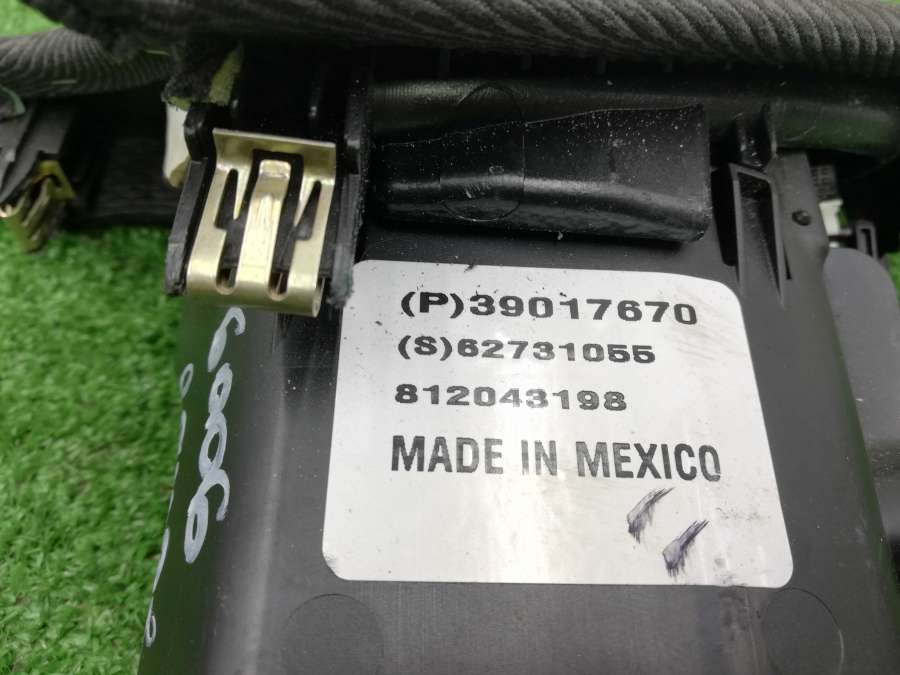 (P)39017670
(S)62731055
812043198
MADE IN MEXICO